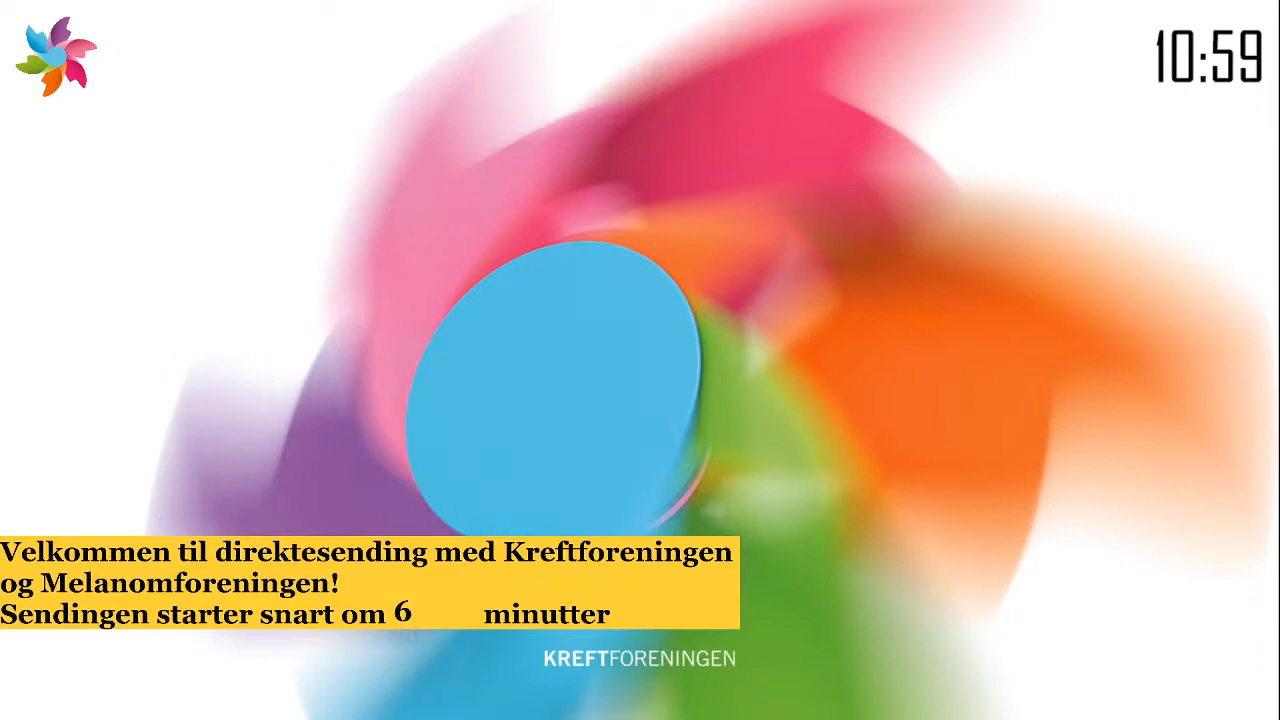 10:59
Velkommen til direktesending med Kreftforeningen
og Melanomforeningen!
Sendingen starter snart om 6 minutter
KREFTFORENINGEN